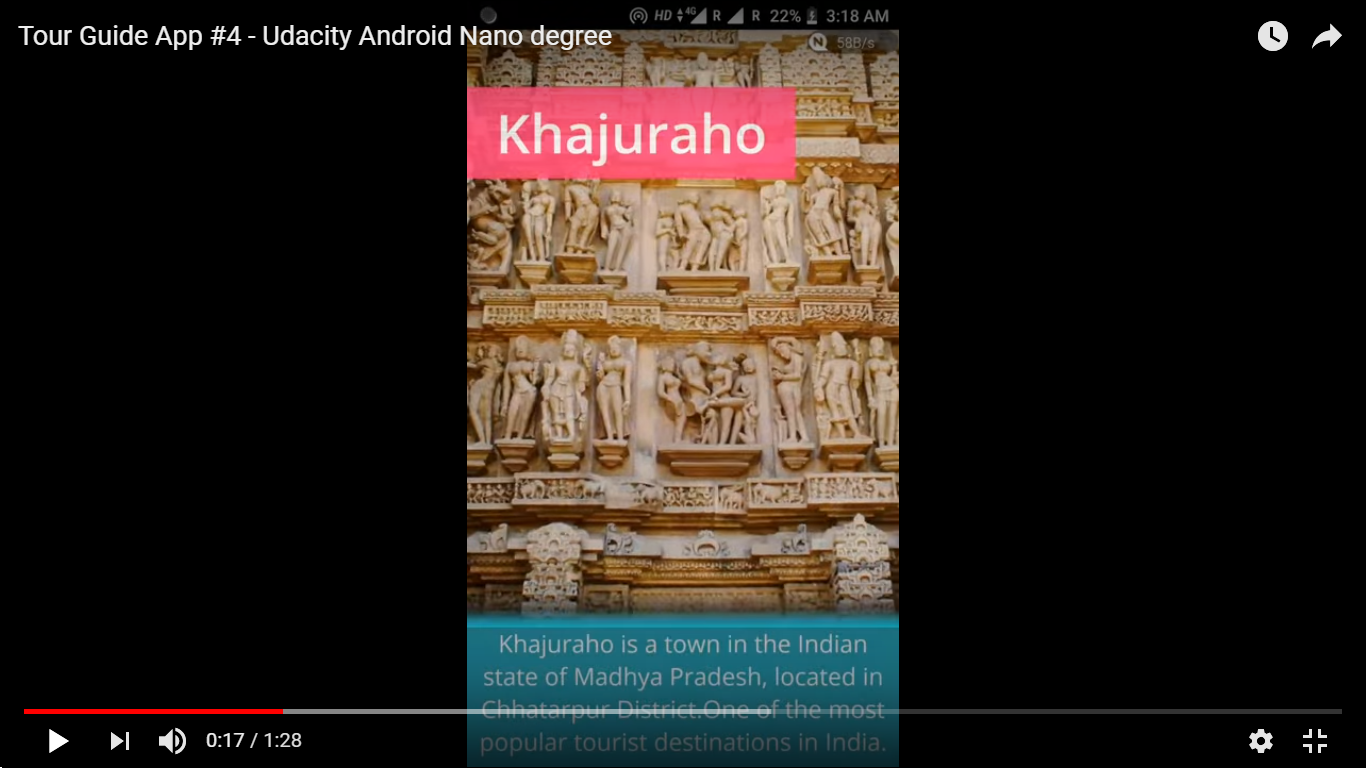 HD 4G R R 22% 3:18 AM
Tour Guide App #4 - Udacity Android Nano degree
N 58B/s
Khajuraho
Khajuraho is a town in the Indian
state of Madhya Pradesh, located in
Chhatarpur District.One of the most
popular tourist destinations in India.
0:17 / 1:28